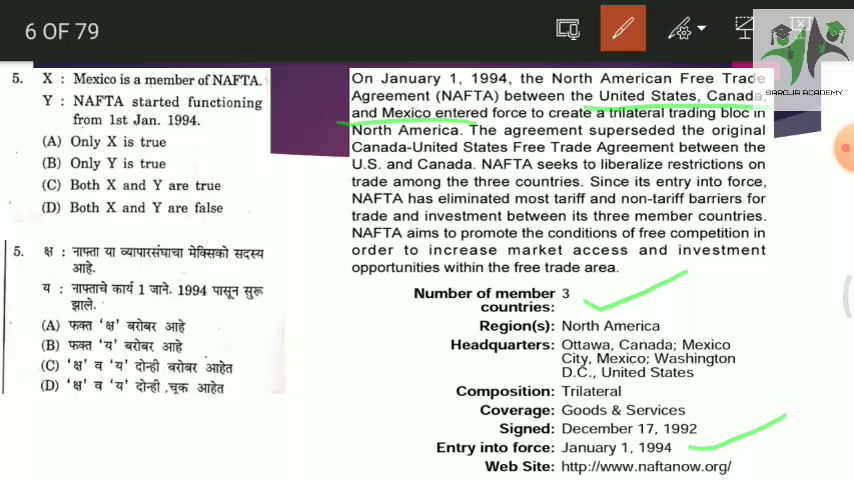 6 OF 79
SAROJA ACADEMY
5. X : Mexico is a member of NAFTA.
Y : NAFTA started functioning
from 1st Jan. 1994.
(A) Only X is true
(B) Only Y is true
(C) Both X and Y are true
(D) Both X and Y are false
5. क्ष : नाफ्ता या व्यापारसंघाचा मेक्सिको सदस्य
आहे.
य : नाफ्ताचे कार्य 1 जाने. 1994 पासून सुरू
झाले.
(A) फक्त 'क्ष' बरोबर आहे
(B) फक्त 'य' बरोबर आहे
(C) 'क्ष' व 'य' दोन्ही बरोबर आहेत
(D) 'क्ष' व 'य' दोन्ही चूक आहेत
On January 1, 1994, the North American Free Trade
Agreement (NAFTA) between the United States, Canada,
and Mexico entered force to create a trilateral trading bloc in
North America. The agreement superseded the original
Canada-United States Free Trade Agreement between the
U.S. and Canada. NAFTA seeks to liberalize restrictions on
trade among the three countries. Since its entry into force,
NAFTA has eliminated most tariff and non-tariff barriers for
trade and investment between its three member countries.
NAFTA aims to promote the conditions of free competition in
order to increase market access and investment
opportunities within the free trade area.
Number of member 3
countries:
Region(s): North America
Headquarters: Ottawa, Canada; Mexico
City, Mexico; Washington
D.C., United States
Composition: Trilateral
Coverage: Goods & Services
Signed: December 17, 1992
Entry into force: January 1, 1994
Web Site: http://www.naftanow.org/